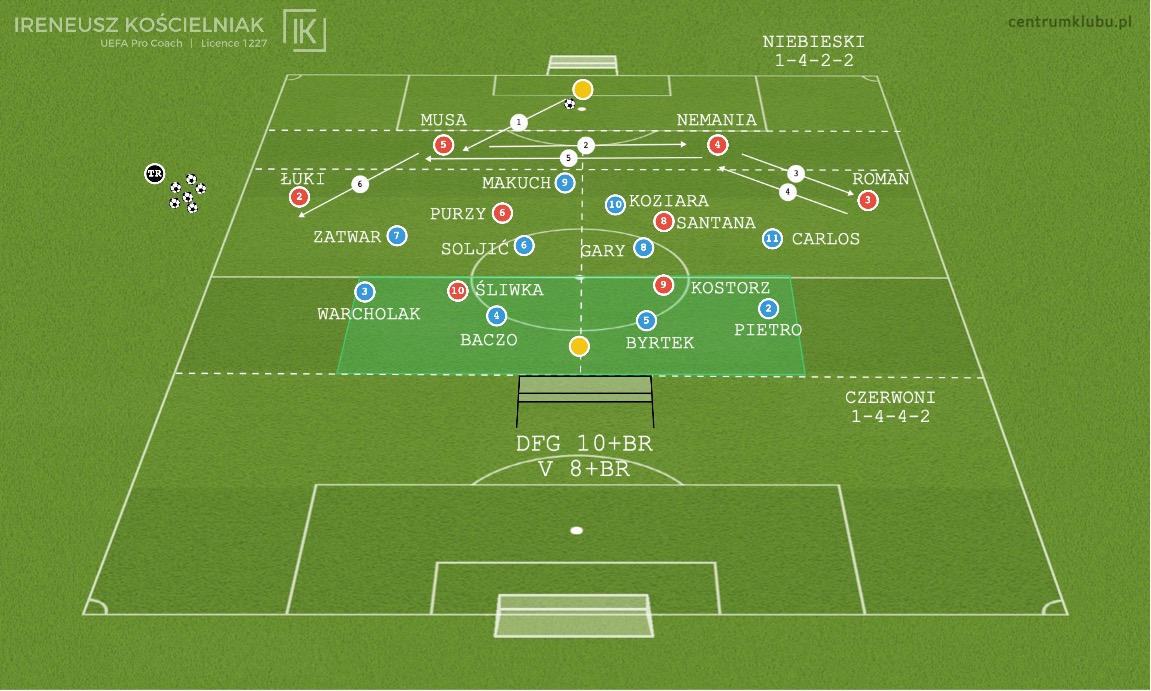 IRENEUSZ KOŚCIELNIAK
UEFA Pro Coach | Licence 1227
IK
centrumklubu.pl
NIEBIESKI
1-4-2-2
MUSA
NEMANIA
1
5
2
4
5
TR
ŁUKI
6
MAKUCH
9
3
ROMAN
2
4
3
10
KOZIARA
PURZY
6
8
SANTANA
ZATWAR
7
SOLJIĆ
6
GARY
8
11
CARLOS
3
10
ŚLIWKA
9
KOSTORZ
WARCHOLAK
4
5
2
PIETRO
BACZO
BYRTEK
CZERWONI
1-4-4-2
DFG 10+BR
V 8+BR